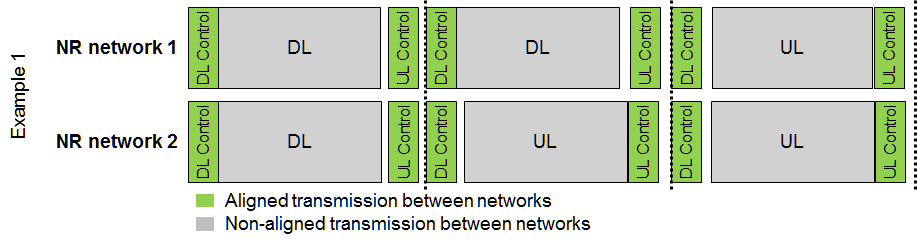 Example 1
NR network 1
DL Control
DL
UL Control
DL Control
DL
UL Control
DL Control
UL
UL Control
NR network 2
DL Control
DL
UL Control
DL Control
UL
UL Control
DL Control
UL
UL Control
Aligned transmission between networks
Non-aligned transmission between networks